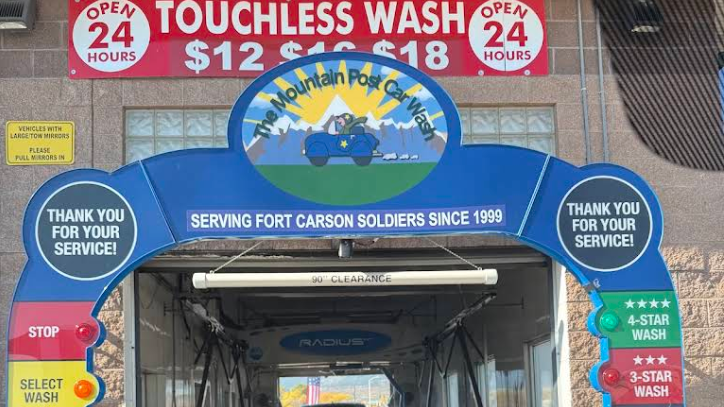 OPEN
24
HOURS
TOUCHLESS WASH
$12 $18
OPEN
24
HOURS
The Mountain Post Car Wash
VEHICLES WITH
LARGE/TOW MIRRORS
PLEASE
PULL MIRRORS IN
SERVING FORT CARSON SOLDIERS SINCE 1999
THANK YOU
FOR YOUR
SERVICE!
THANK YOU
FOR YOUR
SERVICE!
90" CLEARANCE
RADIUS
STOP
SELECT
WASH
4-STAR
WASH
3-STAR
WASH